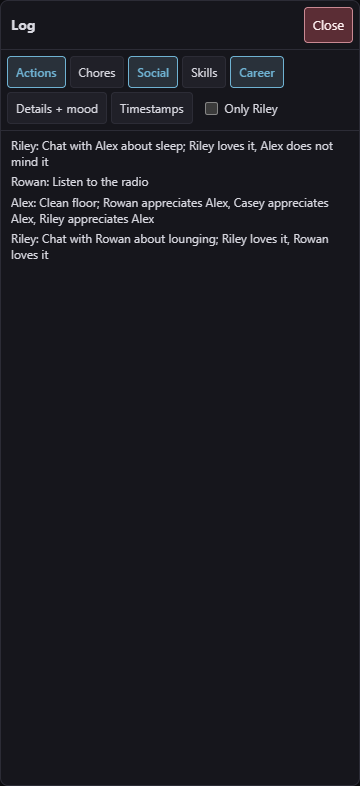 Log
Close
Actions
Chores
Social
Skills
Career
Details + mood
Timestamps
Only Riley
Riley: Chat with Alex about sleep; Riley loves it, Alex does not
mind it
Rowan: Listen to the radio
Alex: Clean floor; Rowan appreciates Alex, Casey appreciates
Alex, Riley appreciates Alex
Riley: Chat with Rowan about lounging; Riley loves it, Rowan
loves it